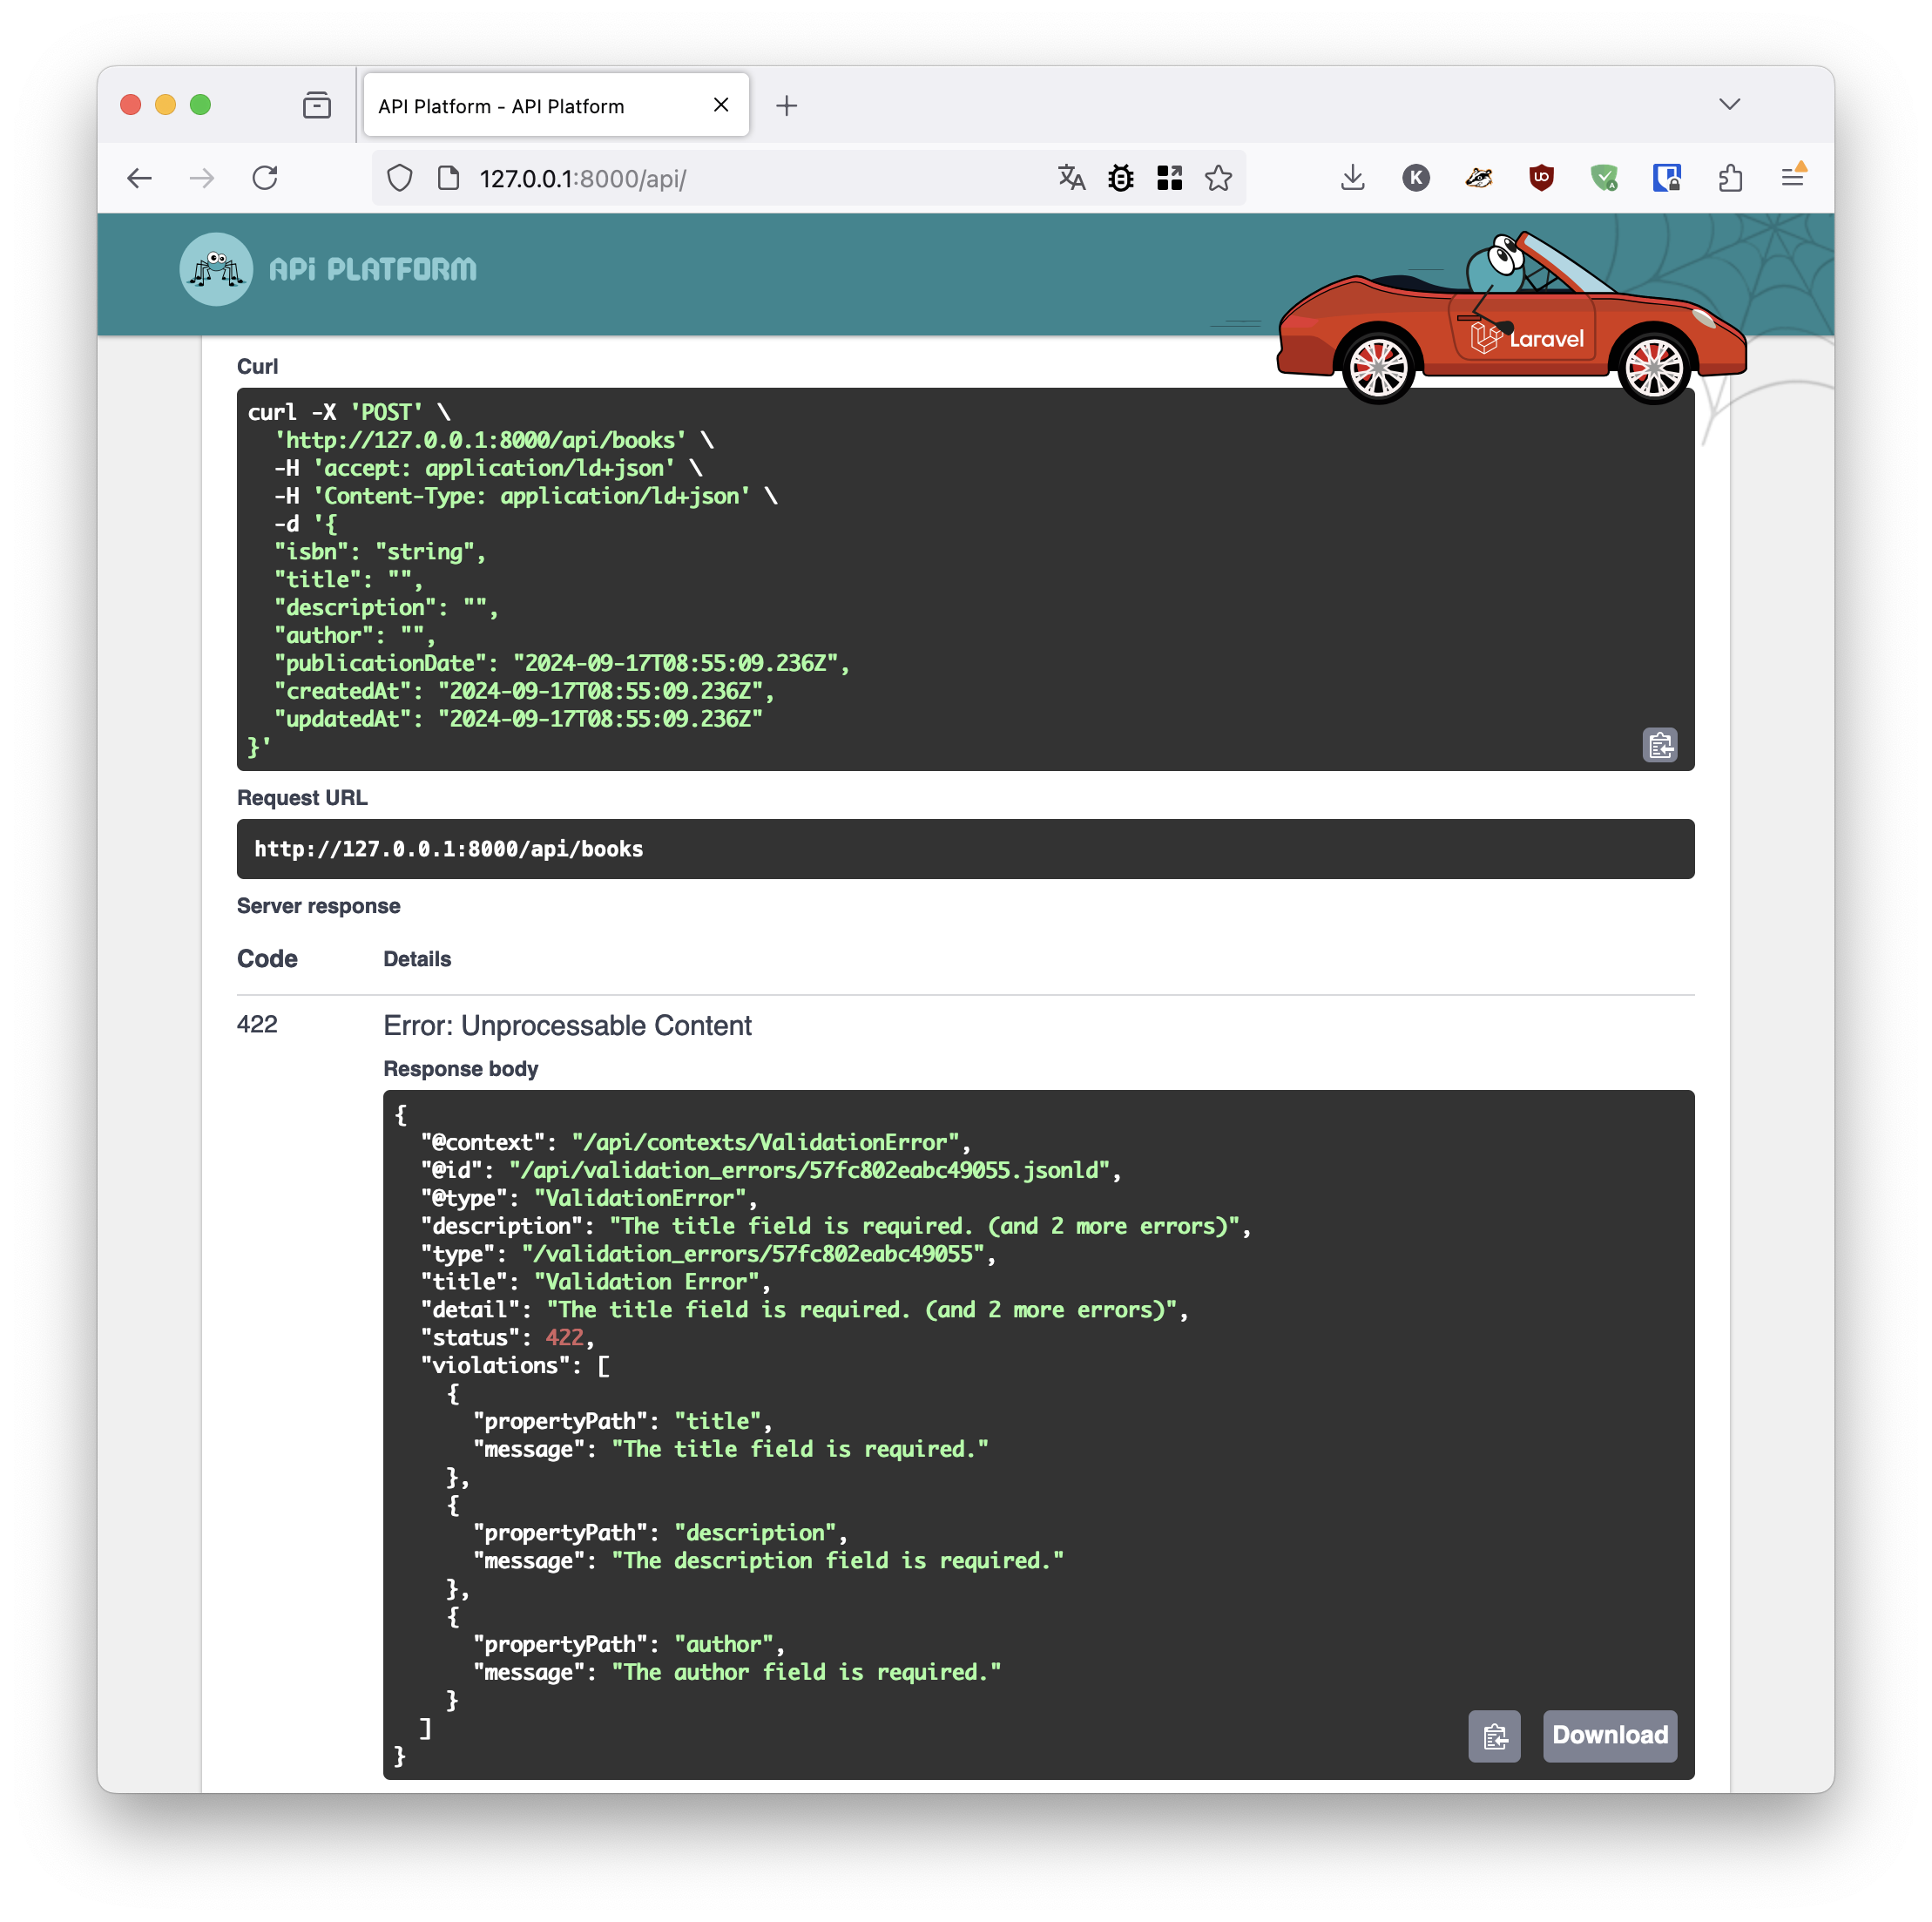 API Platform - API Platform
127.0.0.1:8000/api/
K
UO
A
API PLATFORM
Laravel
Curl
curl -X 'POST' \
  'http://127.0.0.1:8000/api/books' \
  -H 'accept: application/ld+json' \
  -H 'Content-Type: application/ld+json' \
  -d '{
  "isbn": "string",
  "title": "",
  "description": "",
  "author": "",
  "publicationDate": "2024-09-17T08:55:09.236Z",
  "createdAt": "2024-09-17T08:55:09.236Z",
  "updatedAt": "2024-09-17T08:55:09.236Z"
}'
Request URL
http://127.0.0.1:8000/api/books
Server response
Code Details
422 Error: Unprocessable Content
Response body
{
  "@context": "/api/contexts/ValidationError",
  "@id": "/api/validation_errors/57fc802eabc49055.jsonld",
  "@type": "ValidationError",
  "description": "The title field is required. (and 2 more errors)",
  "type": "/validation_errors/57fc802eabc49055",
  "title": "Validation Error",
  "detail": "The title field is required. (and 2 more errors)",
  "status": 422,
  "violations": [
    {
      "propertyPath": "title",
      "message": "The title field is required."
    },
    {
      "propertyPath": "description",
      "message": "The description field is required."
    },
    {
      "propertyPath": "author",
      "message": "The author field is required."
    }
  ]
}
Download